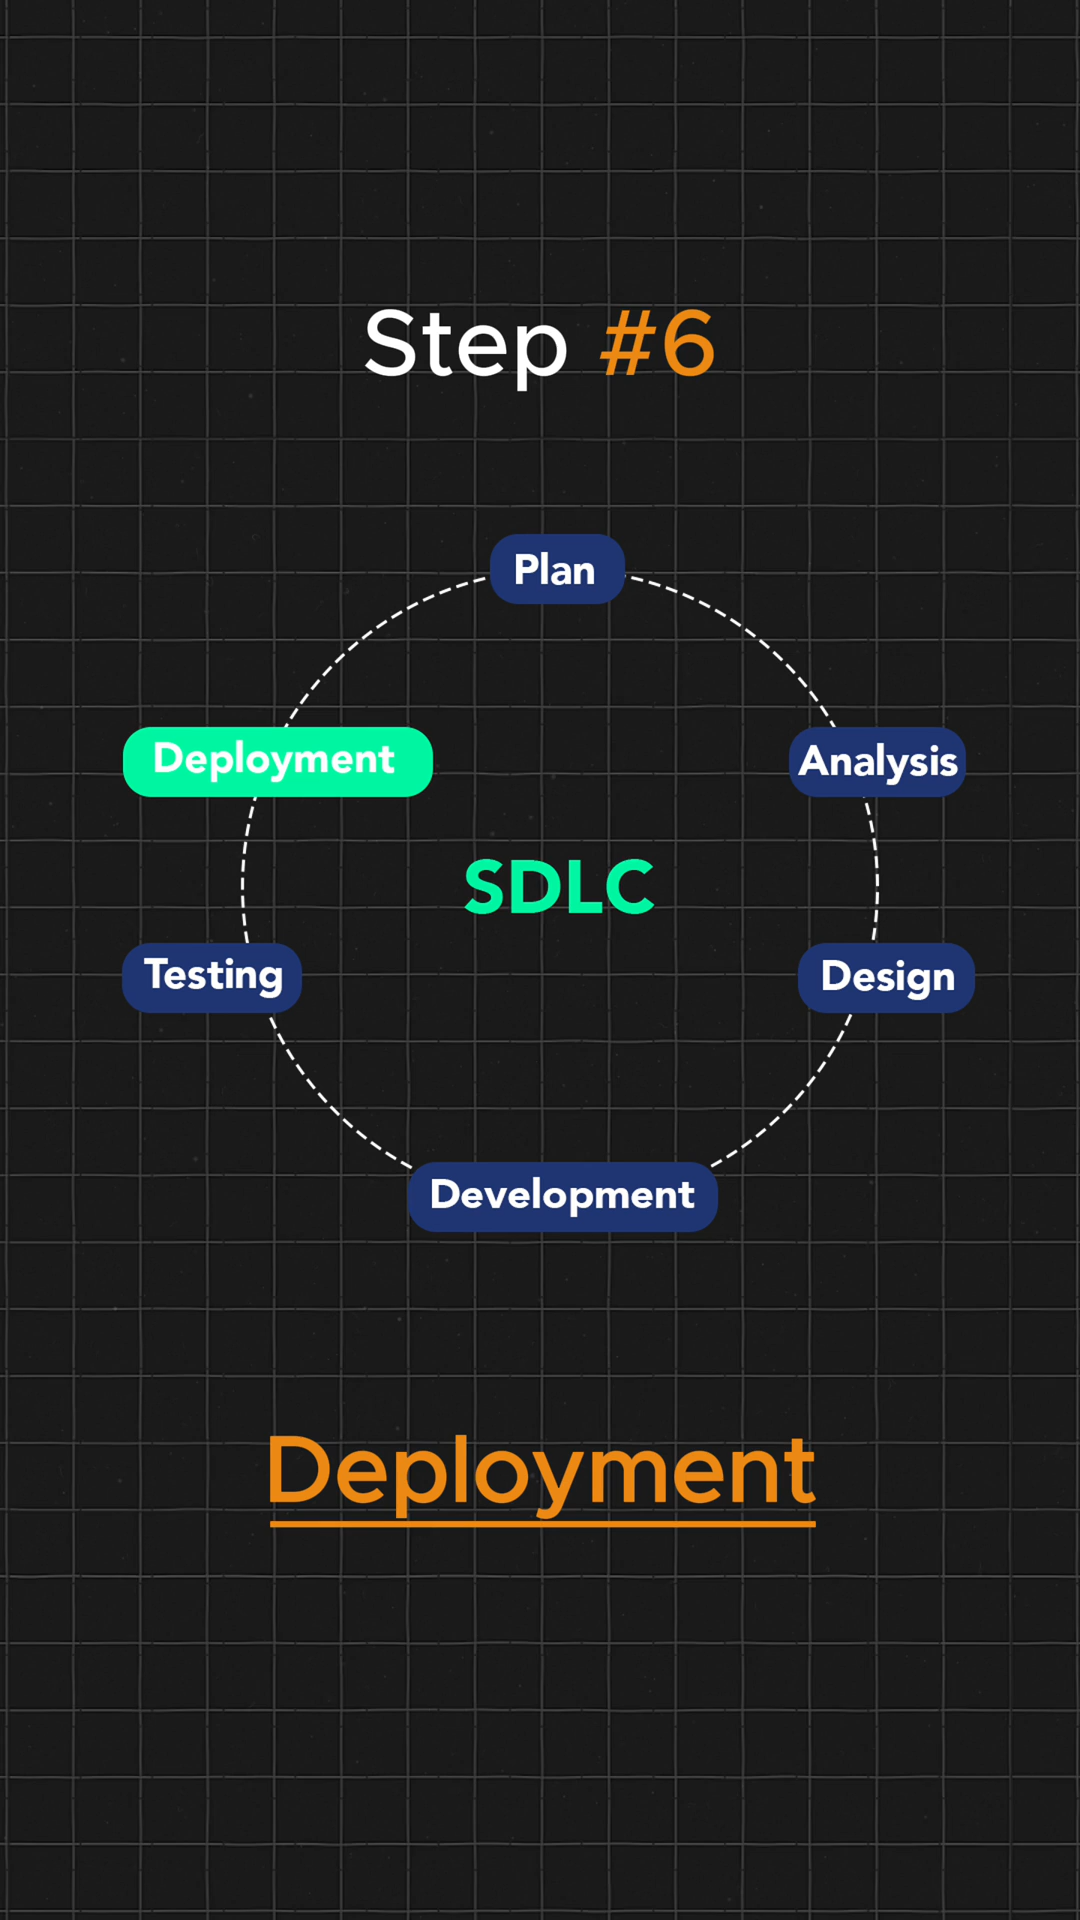 Step #6
Plan
Deployment
Analysis
SDLC
Testing
Design
Development
Deployment